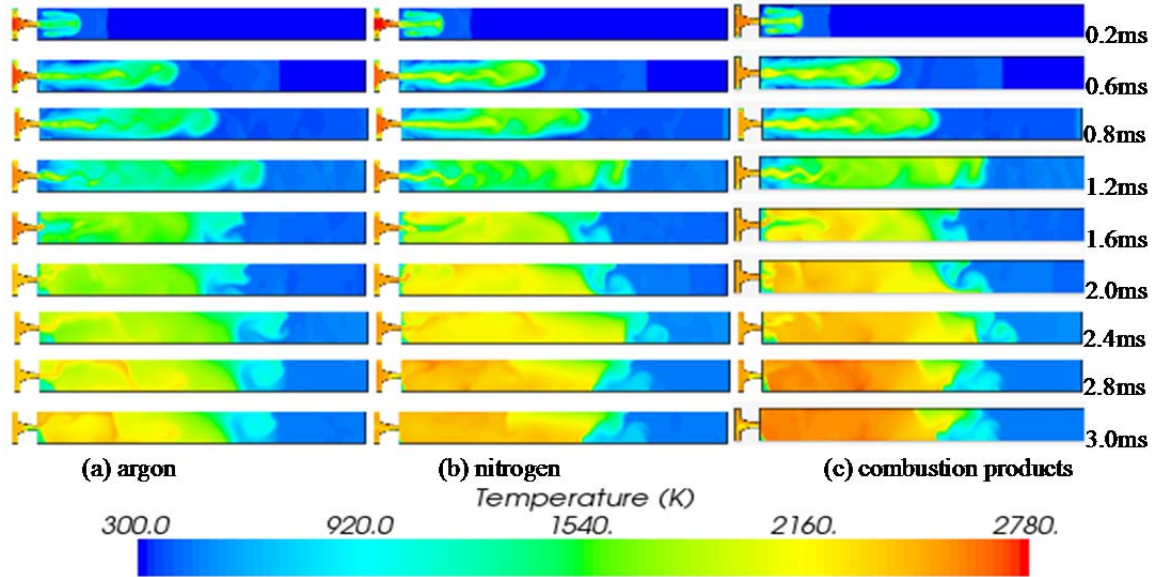 0.2ms
0.6ms
0.8ms
1.2ms
1.6ms
2.0ms
2.4ms
2.8ms
3.0ms
(a) argon (b) nitrogen (c) combustion products
Temperature (K)
300.0 920.0 1540. 2160. 2780.